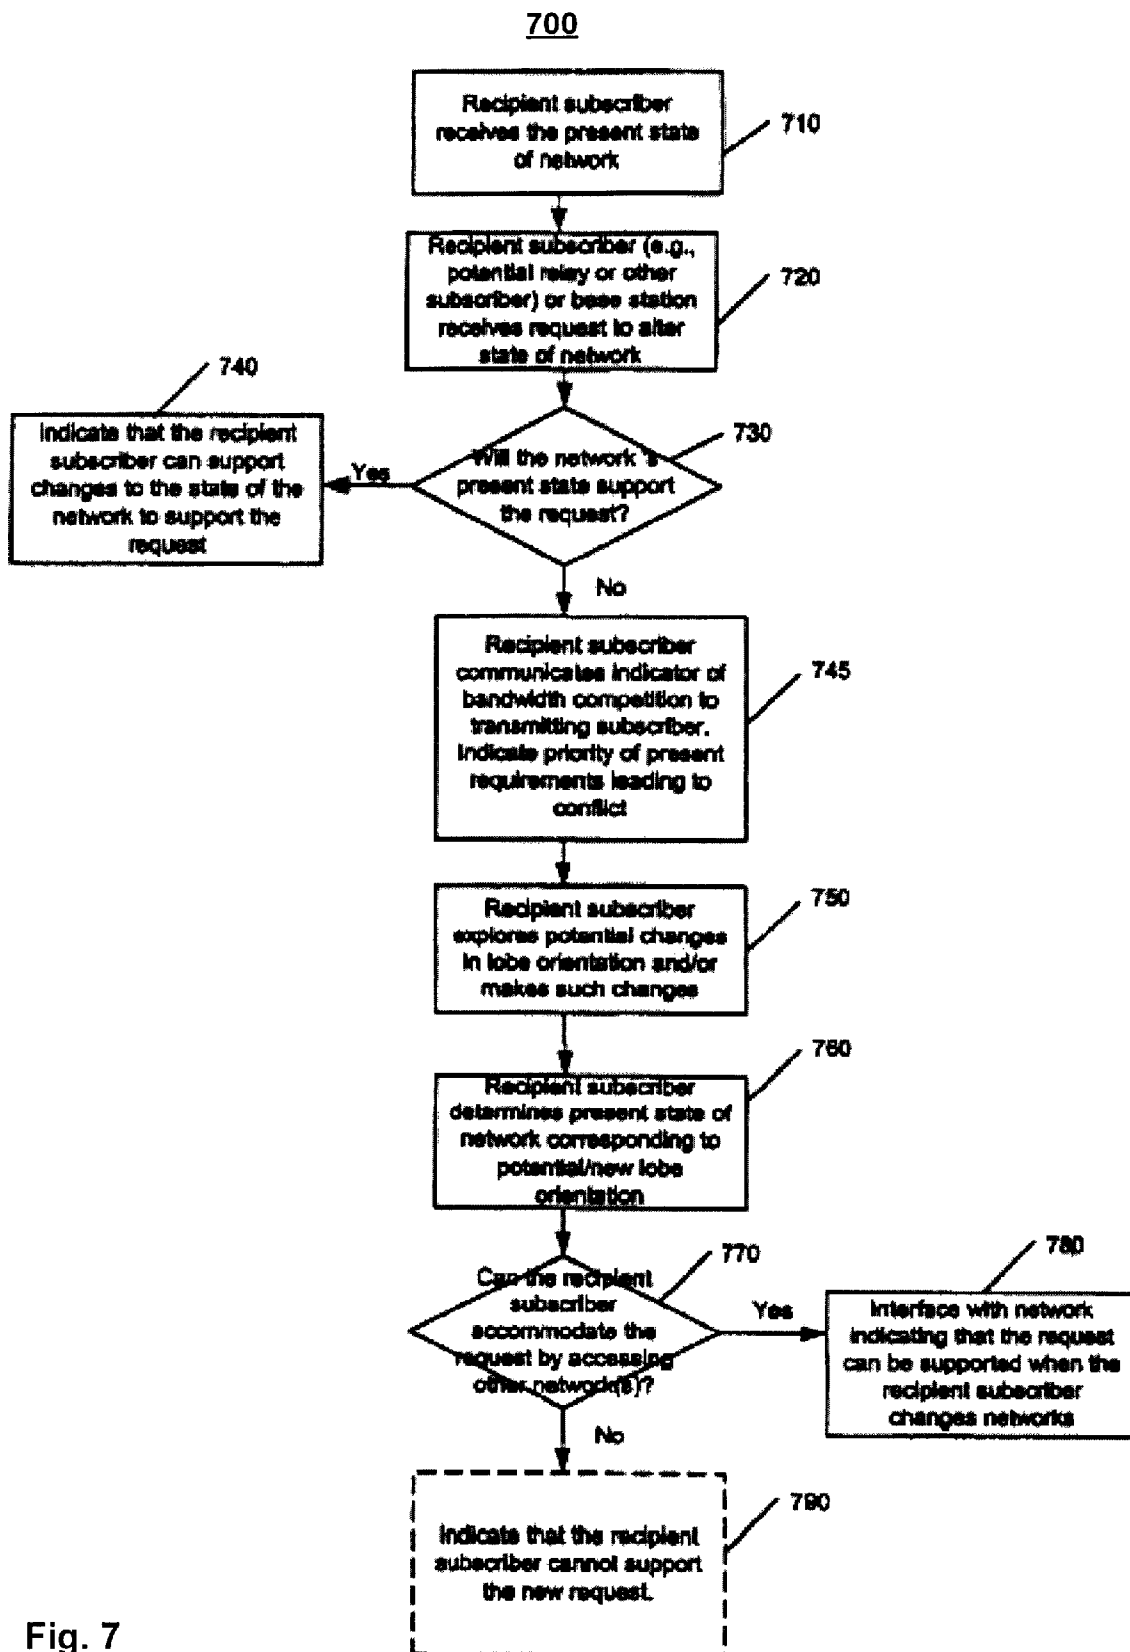 700
Recipient subscriber
receives the present state
of network
710
Recipient subscriber (e.g.,
potential relay or other
subscriber) or base station
receives request to alter
state of network
720
740
Indicate that the recipient
subscriber can support
changes to the state of the
network to support the
request
Yes
730
Will the network's
present state support
the request?
No
Recipient subscriber
communicates indicator of
bandwidth competition to
transmitting subscriber.
Indicate priority of present
requirements leading to
conflict
745
Recipient subscriber
explores potential changes
in lobe orientation and/or
makes such changes
750
Recipient subscriber
determines present state of
network corresponding to
potential/new lobe
orientation
760
770
Can the recipient
subscriber
accommodate the
request by accessing
other network(s)?
Yes
780
Interface with network
indicating that the request
can be supported when the
recipient subscriber
changes networks
No
Indicate that the recipient
subscriber cannot support
the new request.
790
Fig. 7